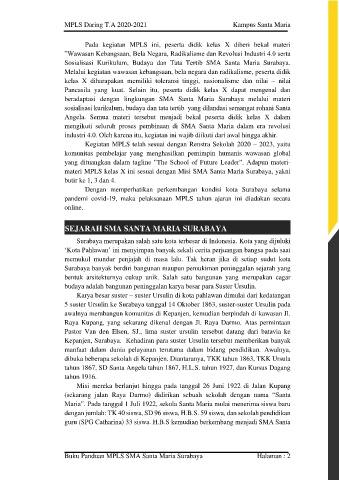 MPLS Daring T.A 2020-2021 Kampus Santa Maria
Pada kegiatan MPLS ini, peserta didik kelas X diberi bekal materi
"Wawasan Kebangsaan, Bela Negara, Radikalisme dan Revolusi Industri 4.0 serta
Sosialisasi Kurikulum, Budaya dan Tata Tertib SMA Santa Maria Surabaya.
Melalui kegiatan wawasan kebangsaan, bela negara dan radikalisme, peserta didik
kelas X diharapkan memiliki toleransi tinggi, nasionalisme dan nilai – nilai
Pancasila yang kuat. Selain itu, peserta didik kelas X dapat mengenal dan
beradaptasi dengan lingkungan SMA Santa Maria Surabaya melalui materi
sosialisasi kurikulum, budaya dan tata tertib yang dilandasi semangat rohani Santa
Angela. Semua materi tersebut menjadi bekal peserta didik kelas X dalam
mengikuti seluruh proses pembinaan di SMA Santa Maria dalam era revolusi
industri 4.0. Oleh karena itu, kegiatan ini wajib diikuti dari awal hingga akhir.
Kegiatan MPLS telah sesuai dengan Renstra Sekolah 2020 – 2023, yaitu
komunitas pembelajar yang menghasilkan pemimpin humanis wawasan global
yang dituangkan dalam tagline "The School of Future Leader". Adapun materi-
materi MPLS kelas X ini sesuai dengan Misi SMA Santa Maria Surabaya, yakni
butir ke 1, 3 dan 4.
Dengan memperhatikan perkembangan kondisi kota Surabaya selama
pandemi covid-19, maka pelaksanaan MPLS tahun ajaran ini diadakan secara
online.
SEJARAH SMA SANTA MARIA SURABAYA
Surabaya merupakan salah satu kota terbesar di Indonesia. Kota yang dijuluki
'Kota Pahlawan' ini menyimpan banyak sekali cerita perjuangan bangsa pada saat
memukul mundur penjajah di masa lalu. Tak heran jika di setiap sudut kota
Surabaya banyak berdiri bangunan maupun pemukiman peninggalan sejarah yang
bentuk arsitekturnya cukup unik. Salah satu bangunan yang merupakan cagar
budaya adalah bangunan peninggalan karya besar para Suster Ursulin.
Karya besar suster – suster Ursulin di kota pahlawan dimulai dari kedatangan
5 suster Ursulin ke Surabaya tanggal 14 Oktober 1863, suster-suster Ursulin pada
awalnya membangun komunitas di Kepanjen, kemudian berpindah di kawasan Jl.
Raya Kupang, yang sekarang dikenal dengan Jl. Raya Darmo. Atas permintaan
Pastor Van den Elsen, SJ., lima suster ursulin tersebut datang dari batavia ke
Kepanjen, Surabaya. Kehadiran para suster Ursulin tersebut memberikan banyak
manfaat dalam dunia pelayanan terutama dalam bidang pendidikan. Awalnya,
dibuka beberapa sekolah di Kepanjen. Diantaranya, TKK tahun 1863, TKK Ursula
tahun 1867, SD Santa Angela tahun 1867, H.L.S. tahun 1927, dan Kursus Dagang
tahun 1916.
Misi mereka berlanjut hingga pada tanggal 26 Juni 1922 di Jalan Kupang
(sekarang jalan Raya Darmo) didirikan sebuah sekolah dengan nama "Santa
Maria". Pada tanggal 1 Juli 1922, sekola Santa Maria mulai menerima siswa baru
dengan jumlah: TK 40 siswa, SD 96 siswa, H.B.S. 59 siswa, dan sekolah pendidikan
guru (SPG Catharina) 33 siswa. H.B.S kemudian berkembang menjadi SMA Santa
Buku Panduan MPLS SMA Santa Maria Surabaya Halaman : 2